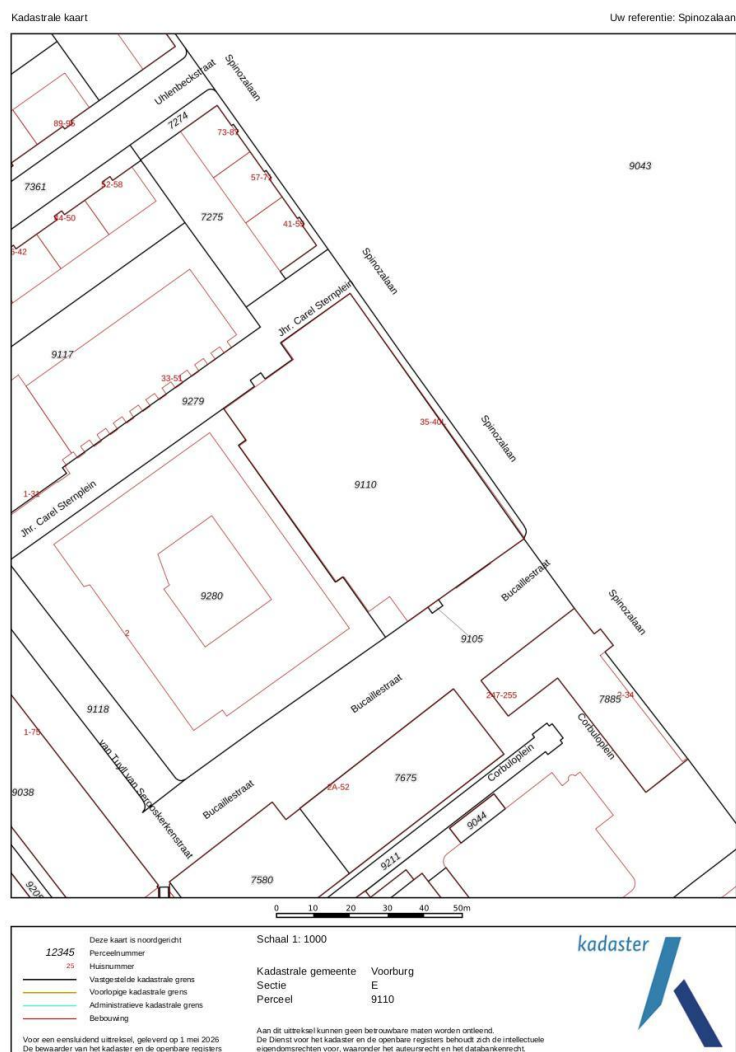 Kadastrale kaart
Uw referentie: Spinozalaan
Uhlenbeckstraat
Spinozalaan
7274
89-95
73-87
9043
7361
52-58
57-71
7275
44-50
41-55
-42
Spinozalaan
Jhr. Carel Sternplein
9117
33-51
9279
35-40
Spinozalaan
9110
1-31
Jhr. Carel Sternplein
Bucaillestraat
9280
Spinozalaan
2
9105
Bucaillestraat
247-255
7885
2-34
9118
1-75
Corbuloplein
van Tuyll van Serooskerkenstraat
Corbuloplein
7675
2A-52
9038
Bucaillestraat
9044
9211
7580
0 10 20 30 40 50m
Deze kaart is noordgericht
12345 Perceelnummer
25 Huisnummer
Vastgestelde kadastrale grens
Voorlopige kadastrale grens
Administratieve kadastrale grens
Bebouwing
Schaal 1: 1000
Kadastrale gemeente Voorburg
Sectie E
Perceel 9110
kadaster
Voor een eensluidend uittreksel, geleverd op 1 mei 2026
De bewaarder van het kadaster en de openbare registers
Aan dit uittreksel kunnen geen betrouwbare maten worden ontleend.
De Dienst voor het kadaster en de openbare registers behoudt zich de intellectuele
eigendomsrechten voor, waaronder het auteursrecht en het databankenrecht.